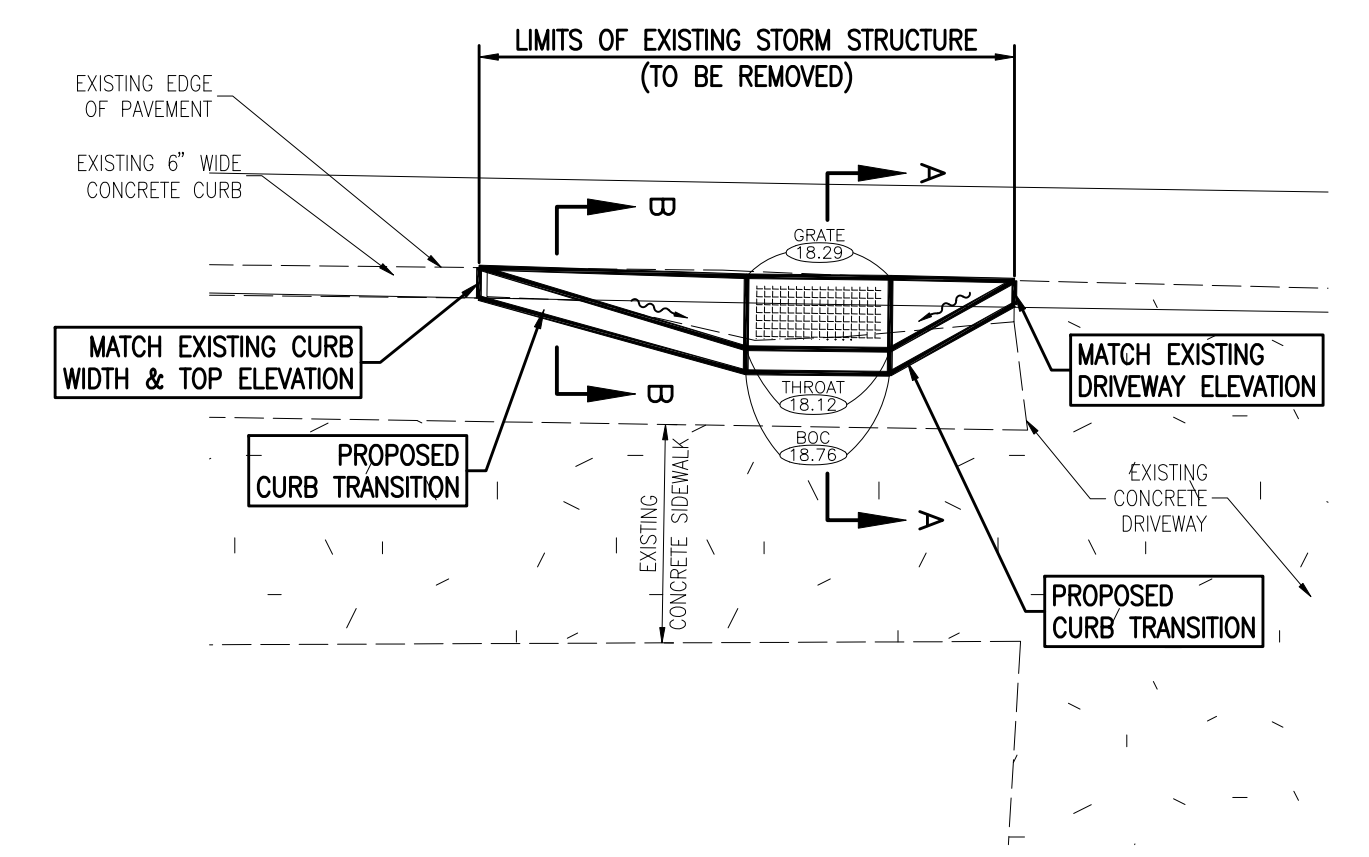 LIMITS OF EXISTING STORM STRUCTURE
(TO BE REMOVED)
EXISTING EDGE
OF PAVEMENT
EXISTING 6" WIDE
CONCRETE CURB
A
B
GRATE
18.29
MATCH EXISTING CURB
WIDTH & TOP ELEVATION
MATCH EXISTING
DRIVEWAY ELEVATION
THROAT
18.12
B
BOC
18.76
PROPOSED
CURB TRANSITION
EXISTING
CONCRETE SIDEWALK
A
EXISTING
CONCRETE
DRIVEWAY
PROPOSED
CURB TRANSITION